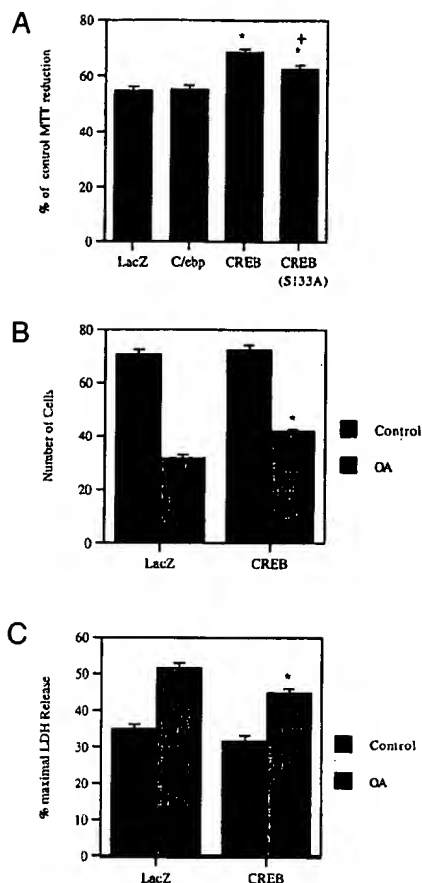 A
% of control MTT reduction
80
60
40
20
0
*
+
*
LacZ C/ebp CREB CREB
(S133A)
B
Number of Cells
80
60
40
20
0
*
LacZ CREB
Control
OA
C
% maximal LDH Release
60
50
40
30
20
10
0
*
LacZ CREB
Control
OA